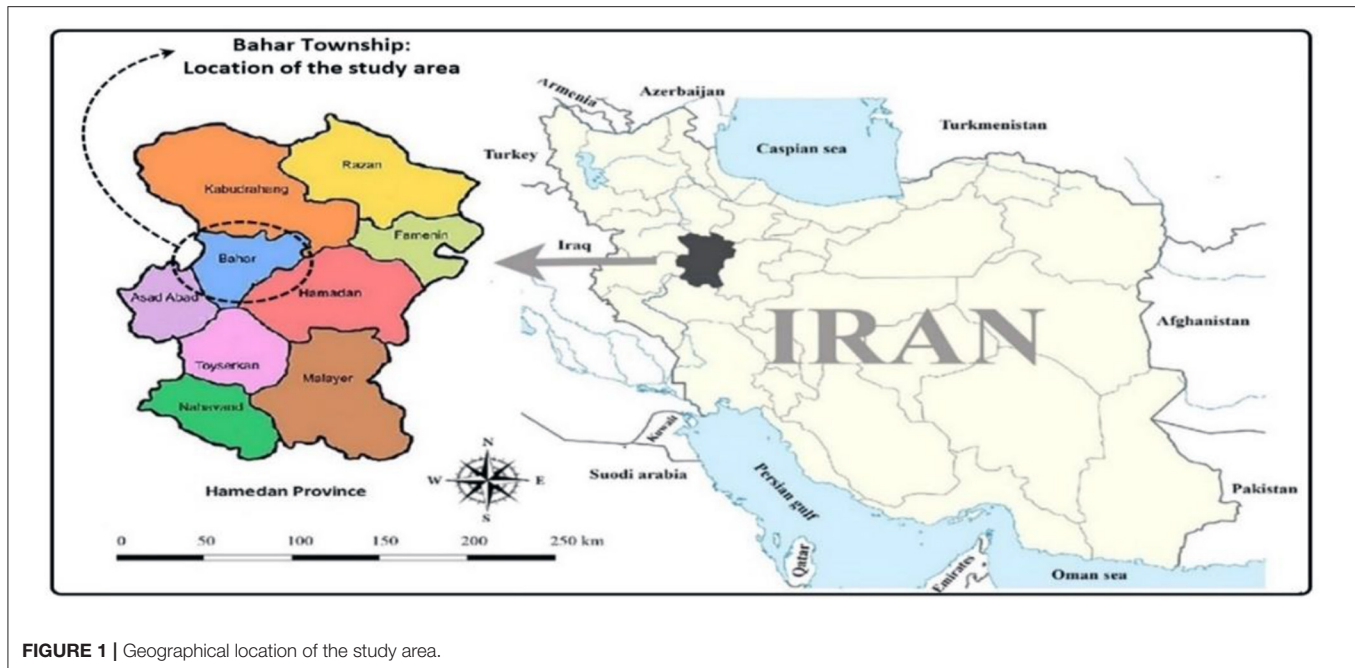 Bahar Township:
Location of the study area
Kabudrahang
Razan
Famenin
Bahar
Asad Abad
Hamadan
Toyserkan
Malayer
Nahavand
Hamedan Province
N
W
E
S
0 50 100 150 200 250 km
Armenia
Azerbaijan
Turkmenistan
Turkey
Caspian sea
Iraq
IRAN
Afghanistan
Kuwait
Suodi arabia
Persian gulf
Pakistan
Qatar
Emirates
Oman sea
FIGURE 1 | Geographical location of the study area.